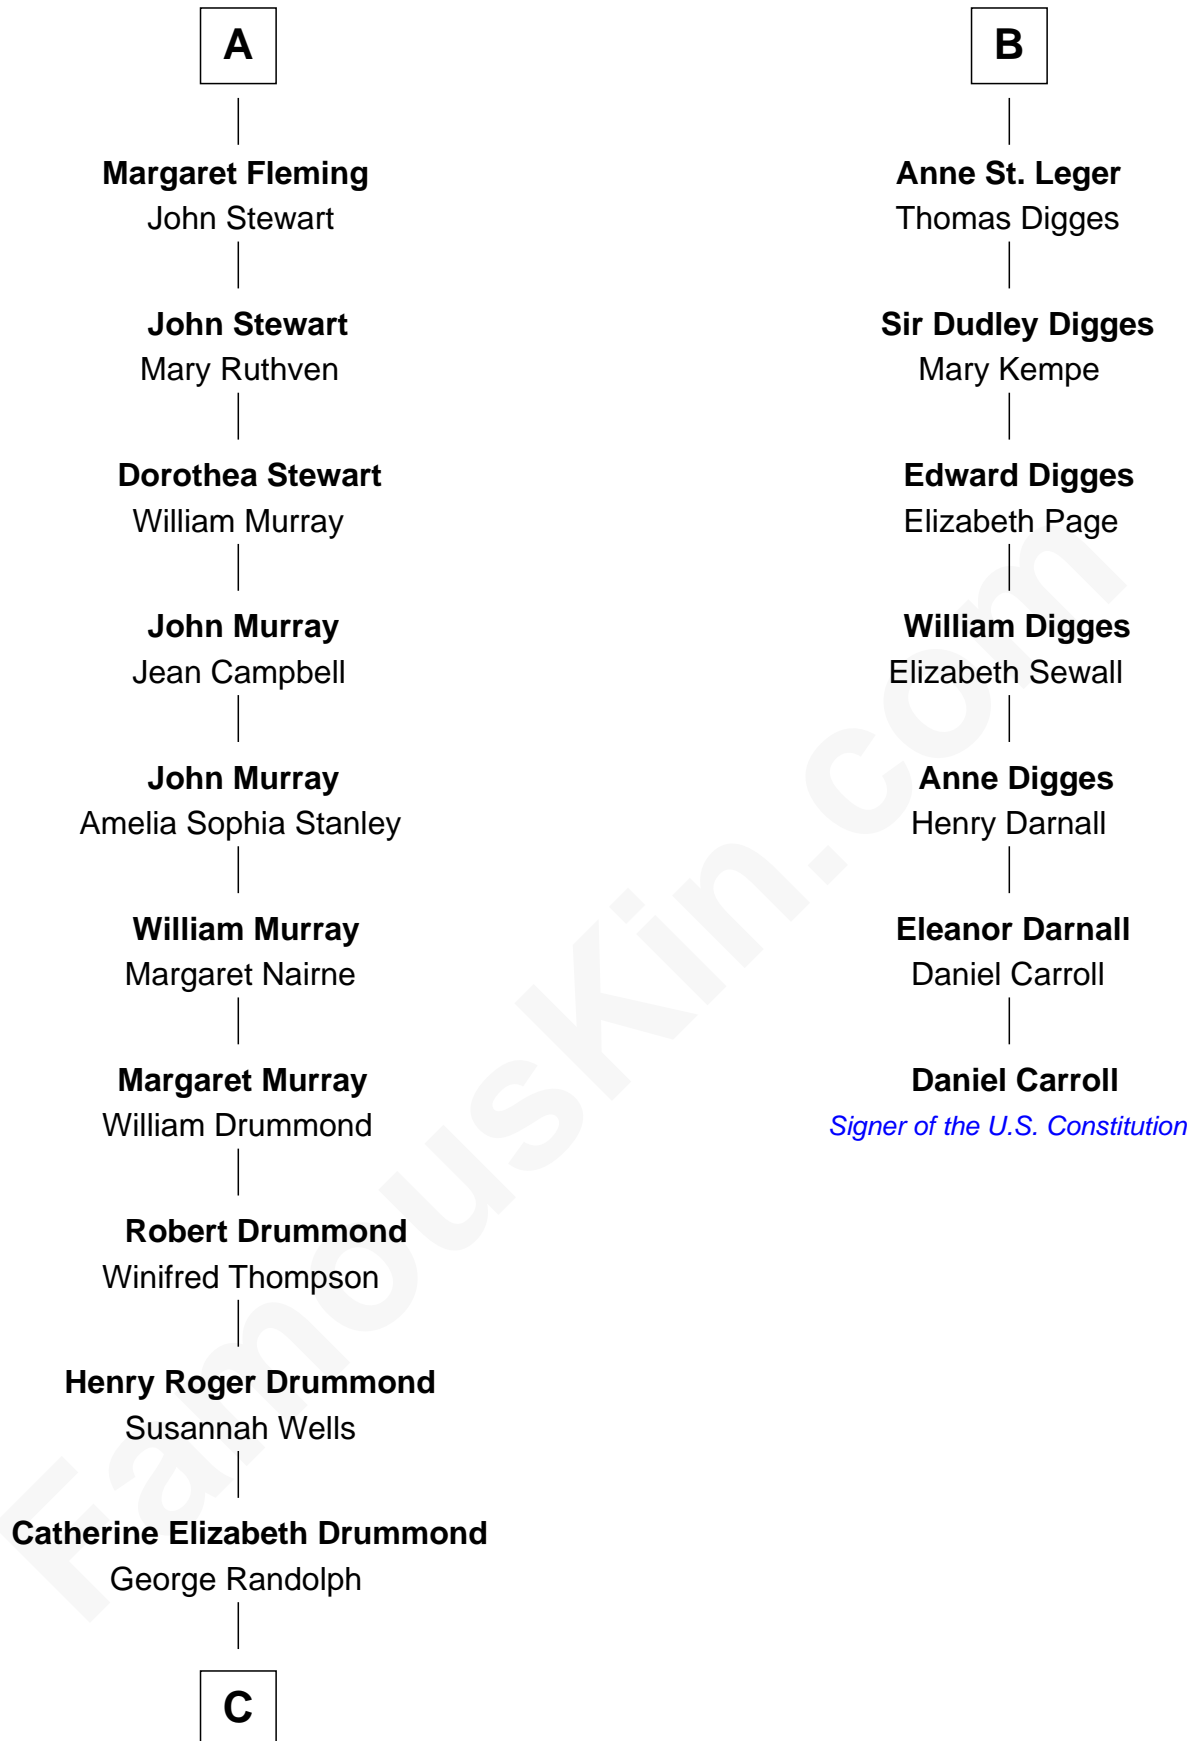 A
Margaret Fleming
John Stewart
John Stewart
Mary Ruthven
Dorothea Stewart
William Murray
John Murray
Jean Campbell
John Murray
Amelia Sophia Stanley
William Murray
Margaret Nairne
Margaret Murray
William Drummond
Robert Drummond
Winifred Thompson
Henry Roger Drummond
Susannah Wells
Catherine Elizabeth Drummond
George Randolph
C
B
Anne St. Leger
Thomas Digges
Sir Dudley Digges
Mary Kempe
Edward Digges
Elizabeth Page
William Digges
Elizabeth Sewall
Anne Digges
Henry Darnall
Eleanor Darnall
Daniel Carroll
Daniel Carroll
Signer of the U.S. Constitution
FamousKin.com